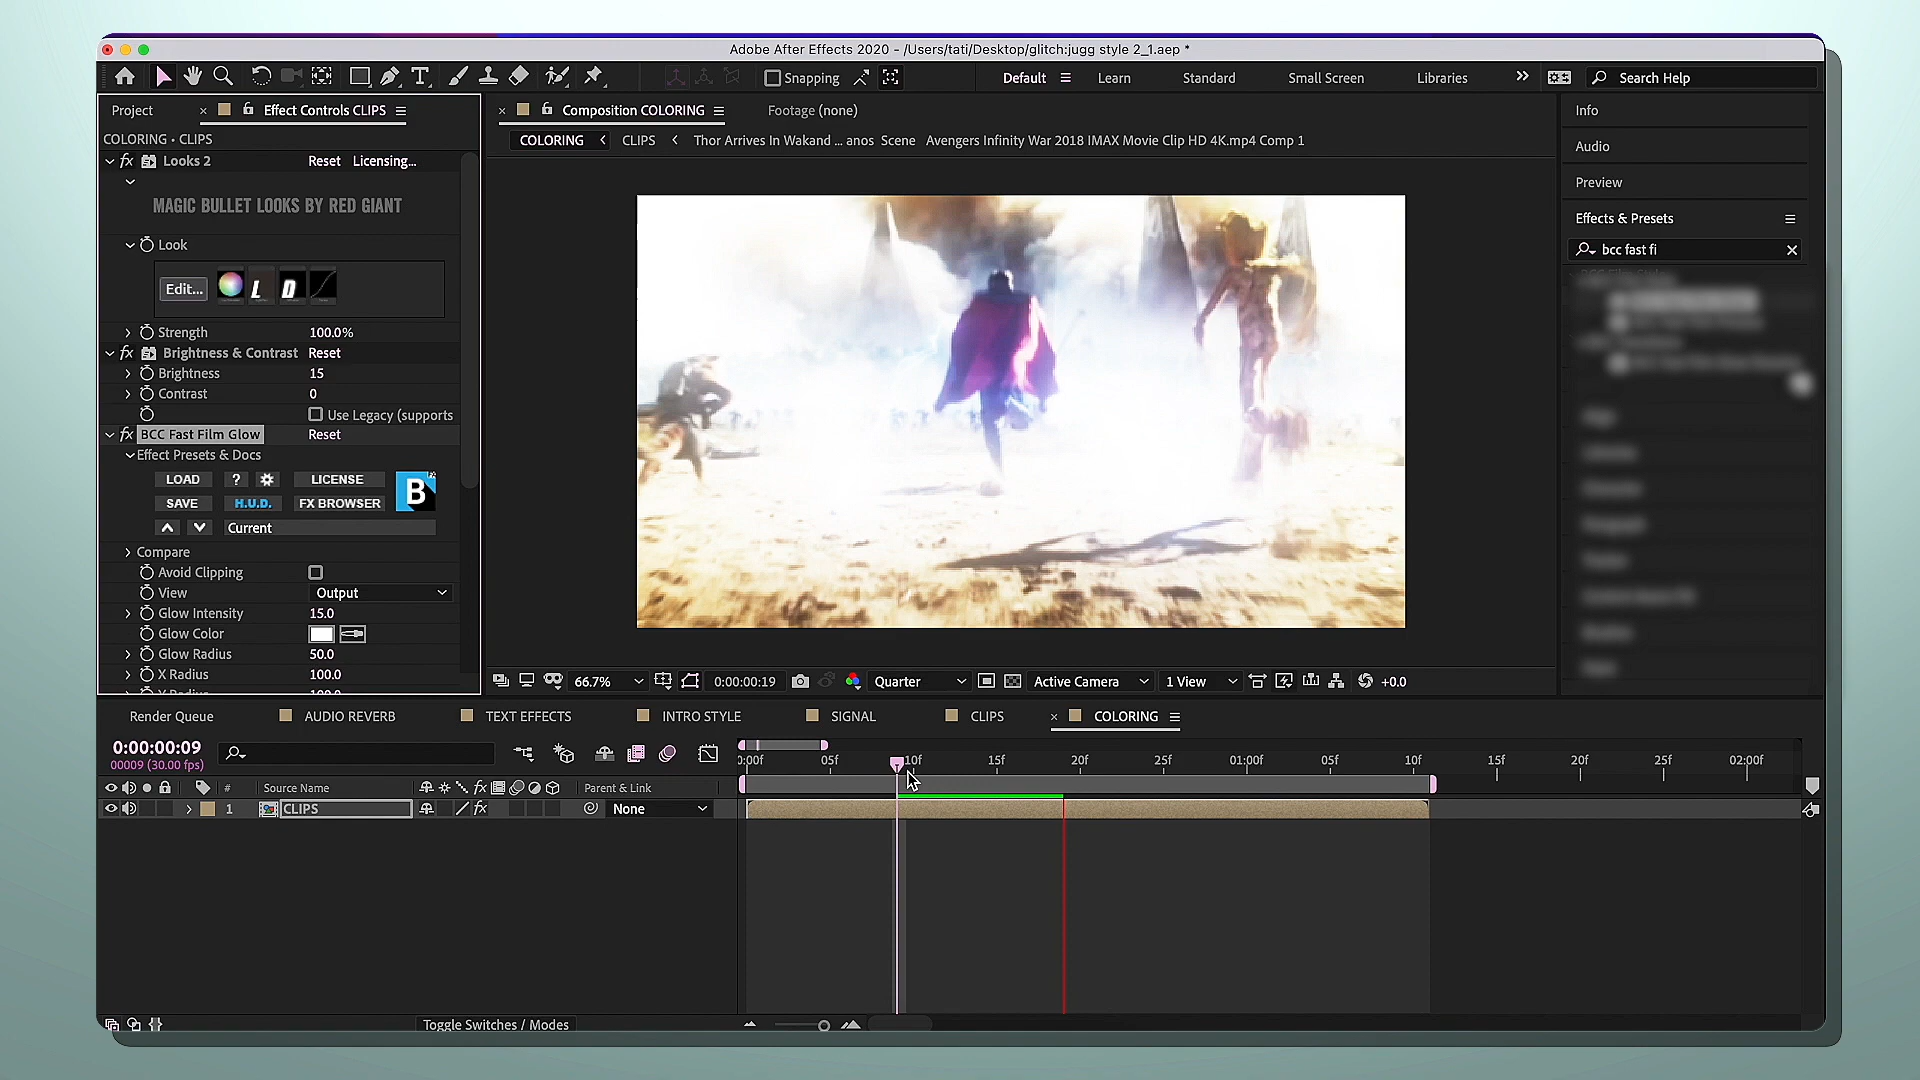 Adobe After Effects 2020 - /Users/tati/Desktop/glitch:jugg style 2_1.aep *
Snapping
Default
Learn
Standard
Small Screen
Libraries
Search Help
Project
Effect Controls CLIPS
Composition COLORING
Footage (none)
Info
COLORING • CLIPS
COLORING
CLIPS
Thor Arrives In Wakand ... anos Scene Avengers Infinity War 2018 IMAX Movie Clip HD 4K.mp4 Comp 1
Audio
fx Looks 2 Reset Licensing...
Preview
MAGIC BULLET LOOKS BY RED GIANT
Effects & Presets
Look
bcc fast fi
Edit...
L D
Strength 100.0%
fx Brightness & Contrast Reset
Brightness 15
Contrast 0
Use Legacy (supports
fx BCC Fast Film Glow Reset
Effect Presets & Docs
LOAD ? LICENSE B
SAVE H.U.D. FX BROWSER
Current
Compare
Avoid Clipping
View Output
Glow Intensity 15.0
Glow Color
Glow Radius 50.0
X Radius 100.0
66.7% 0:00:00:19 Quarter Active Camera 1 View +0.0
Render Queue AUDIO REVERB TEXT EFFECTS INTRO STYLE SIGNAL CLIPS COLORING
0:00:00:09
00009 (30.00 fps)
0:00f 05f 10f 15f 20f 25f 01:00f 05f 10f 15f 20f 25f 02:00f
# Source Name fx Parent & Link
1 CLIPS fx None
Toggle Switches / Modes